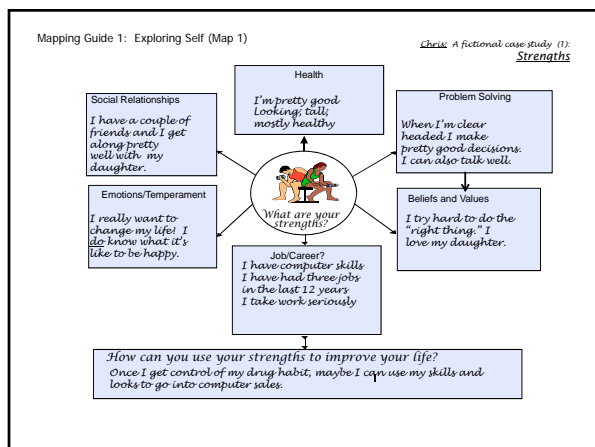 Mapping Guide 1: Exploring Self (Map 1)
Chris: A fictional case study (1):
Strengths
Health
I'm pretty good
Looking; tall;
mostly healthy
Social Relationships
I have a couple of
friends and I get
along pretty
well with my
daughter.
Problem Solving
When I'm clear
headed I make
pretty good decisions.
I can also talk well.
What are your
strengths?
Emotions/Temperament
I really want to
change my life! I
do know what it's
like to be happy.
Beliefs and Values
I try hard to do the
"right thing." I
love my daughter.
Job/Career?
I have computer skills
I have had three jobs
in the last 12 years
I take work seriously
How can you use your strengths to improve your life?
Once I get control of my drug habit, maybe I can use my skills and
looks to go into computer sales.